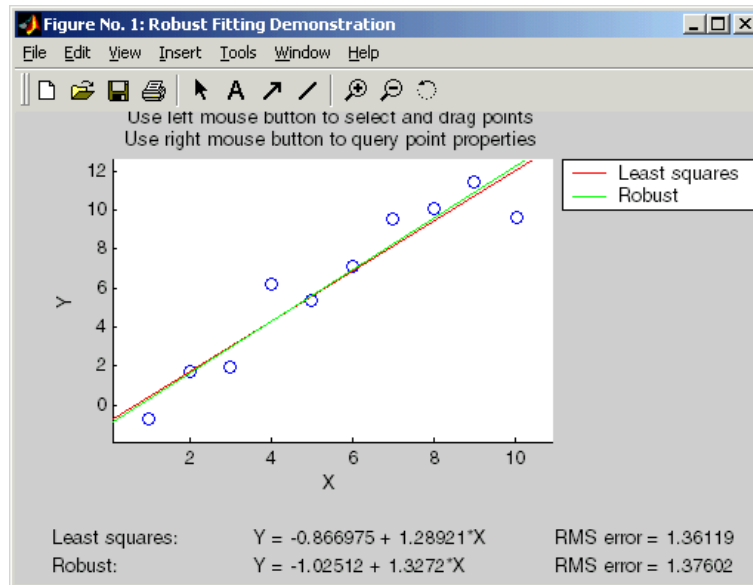 Figure No. 1: Robust Fitting Demonstration
File Edit View Insert Tools Window Help
A
Use left mouse button to select and drag points
Use right mouse button to query point properties
12
10
8
6
4
2
0
Y
2 4 6 8 10
X
Least squares
Robust
Least squares: Y = -0.866975 + 1.28921*X RMS error = 1.36119
Robust: Y = -1.02512 + 1.3272*X RMS error = 1.37602